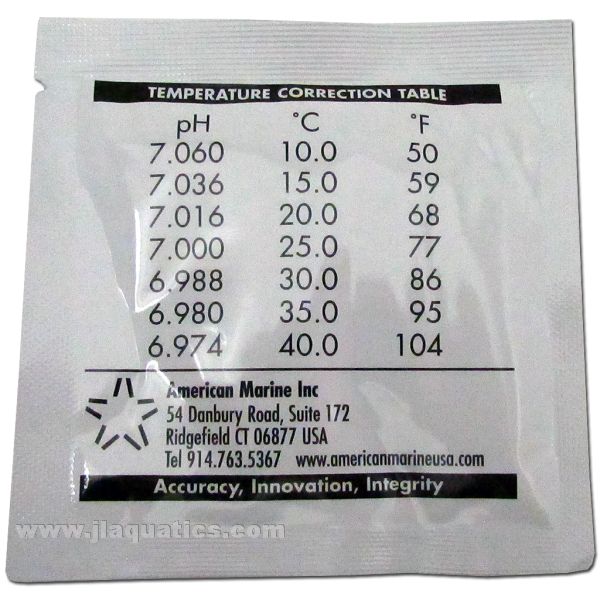 TEMPERATURE CORRECTION TABLE
pH °C °F
7.060 10.0 50
7.036 15.0 59
7.016 20.0 68
7.000 25.0 77
6.988 30.0 86
6.980 35.0 95
6.974 40.0 104
American Marine Inc
54 Danbury Road, Suite 172
Ridgefield CT 06877 USA
Tel 914.763.5367 www.americanmarineusa.com
Accuracy, Innovation, Integrity
www.jlaquatics.com